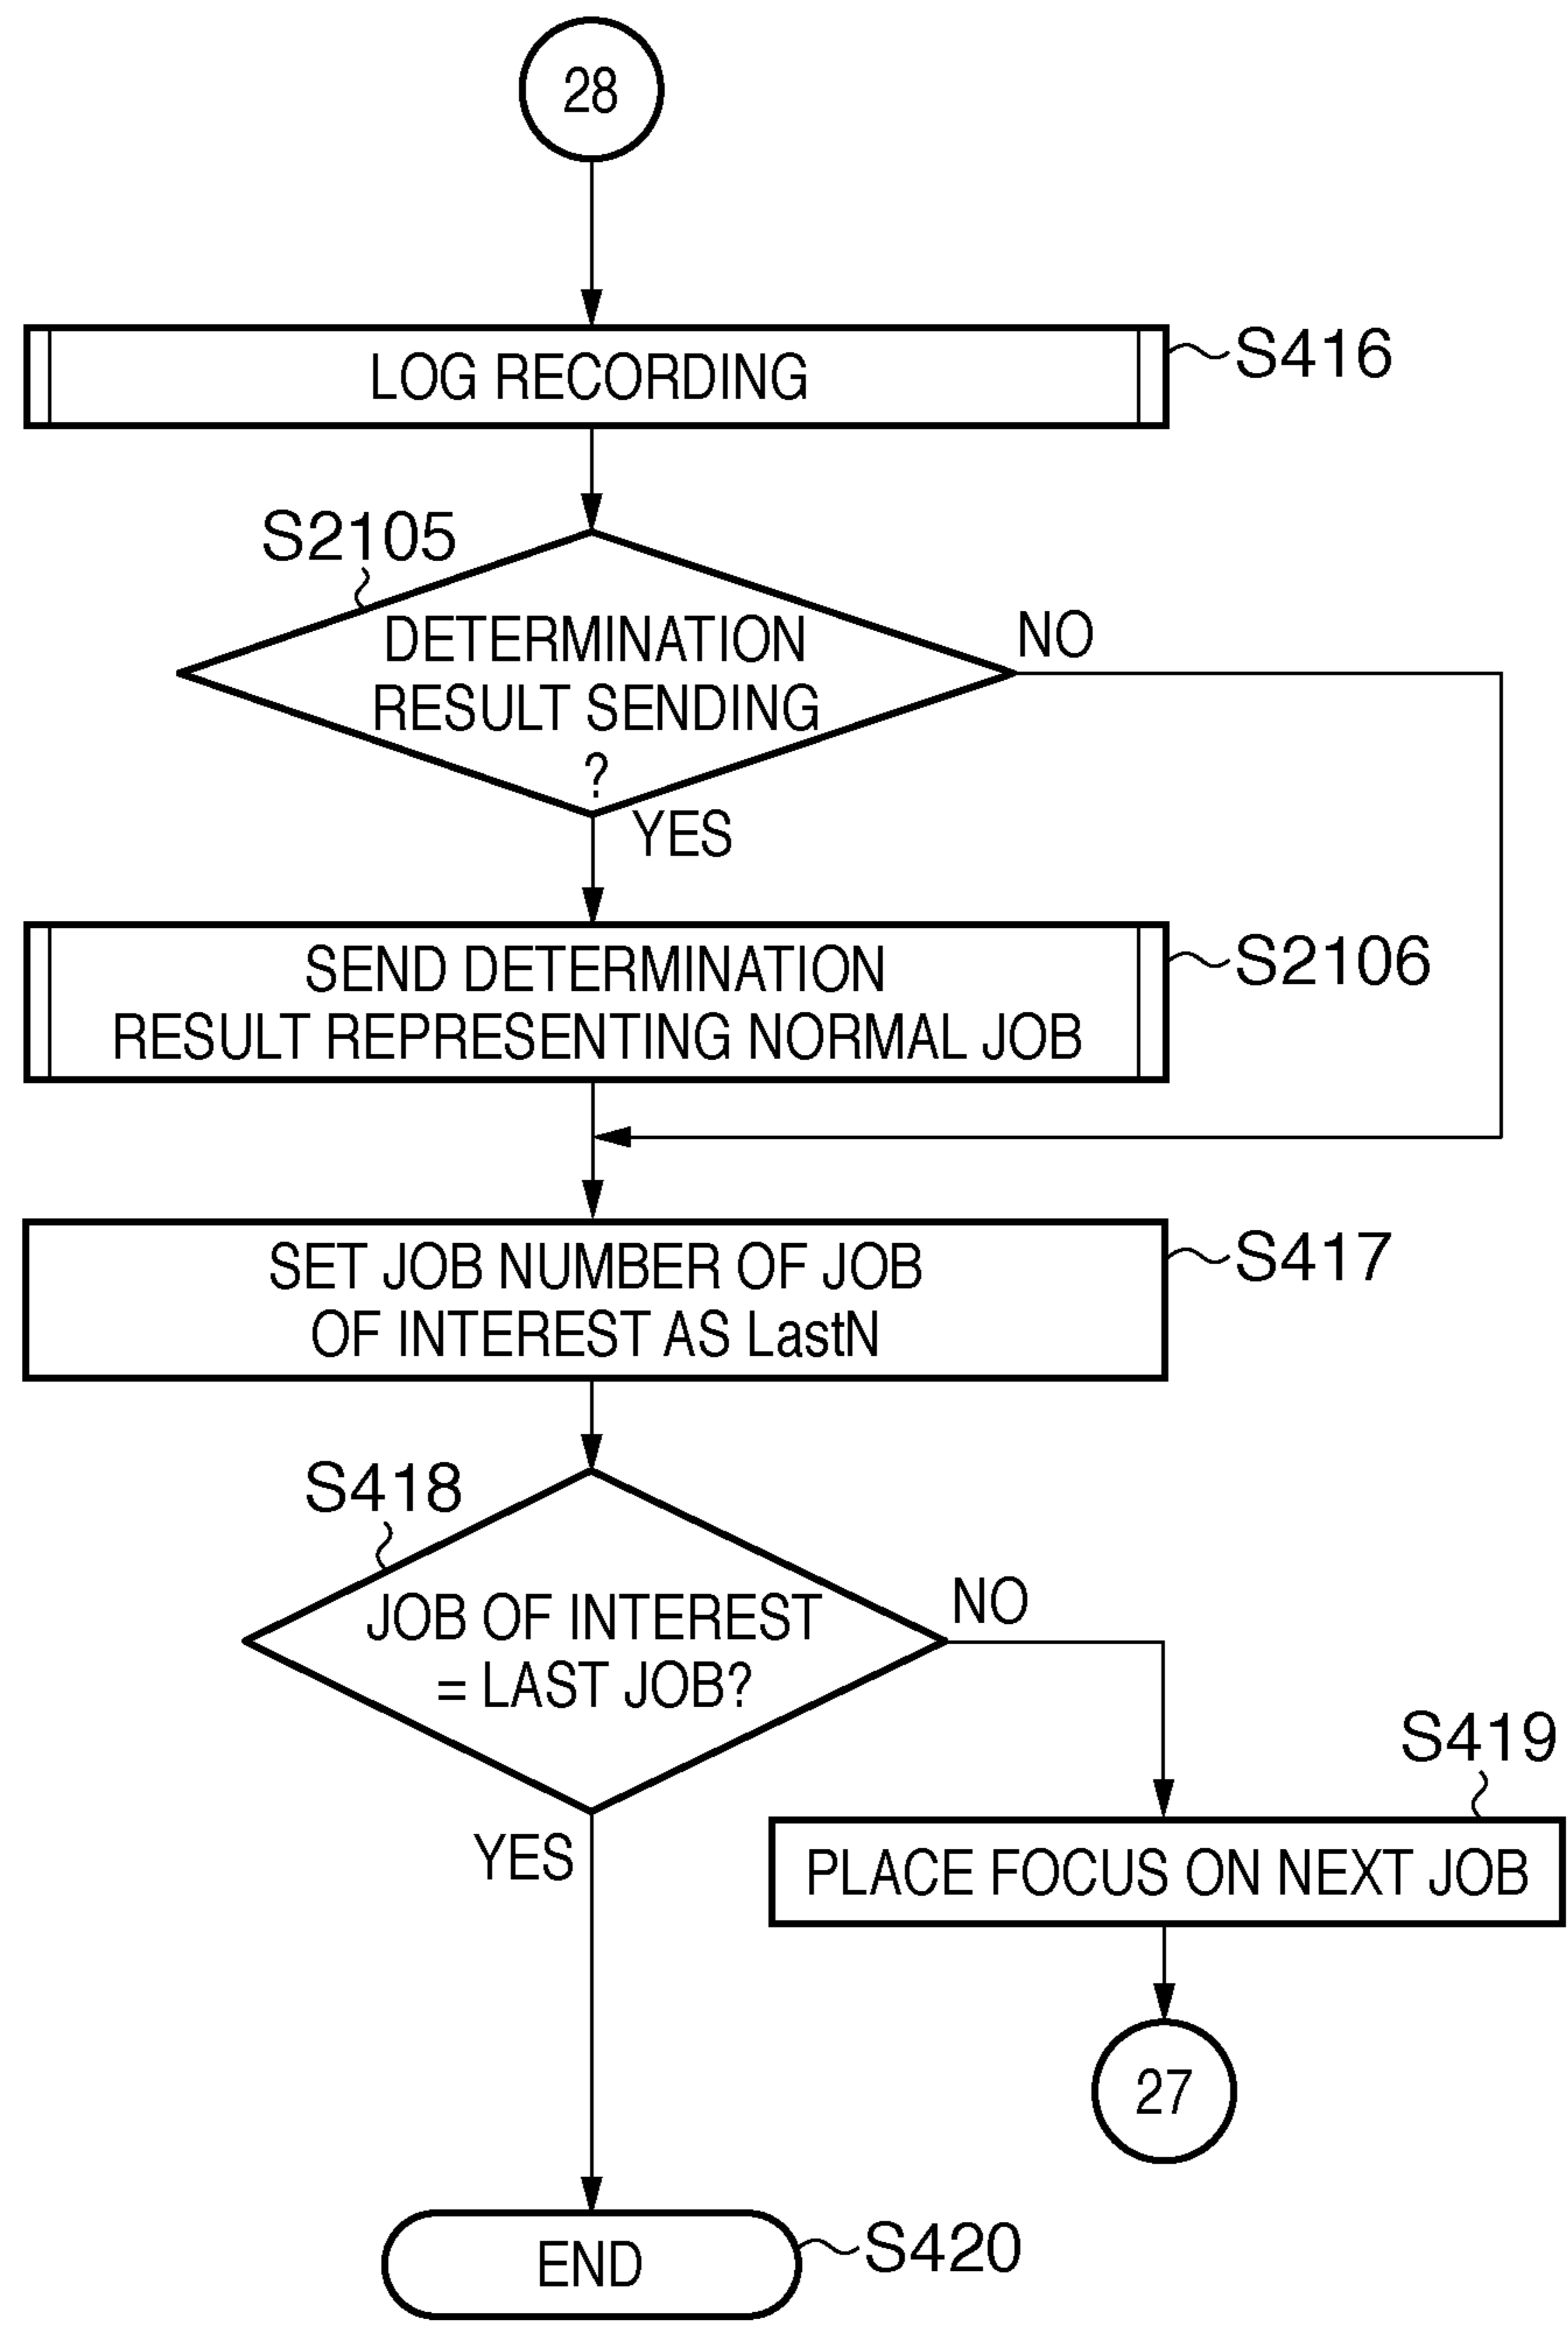 28
LOG RECORDING
S416
S2105
DETERMINATION
RESULT SENDING
?
NO
YES
SEND DETERMINATION
RESULT REPRESENTING NORMAL JOB
S2106
SET JOB NUMBER OF JOB
OF INTEREST AS LastN
S417
S418
JOB OF INTEREST
= LAST JOB?
NO
YES
S419
PLACE FOCUS ON NEXT JOB
27
END
S420